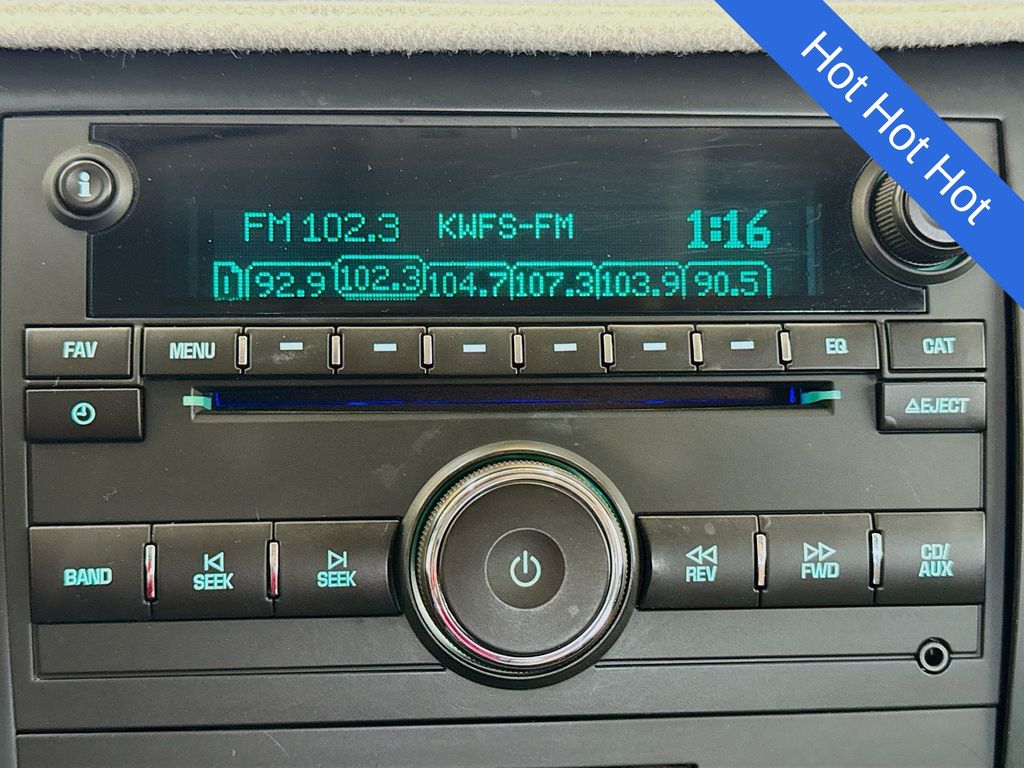 Hot Hot Hot
i
FM 102.3 KWFS-FM 1:16
92.9 102.3 104.7 107.3 103.9 90.5
FAV MENU EQ CAT
EJECT
BAND SEEK SEEK REV FWD CD/
AUX